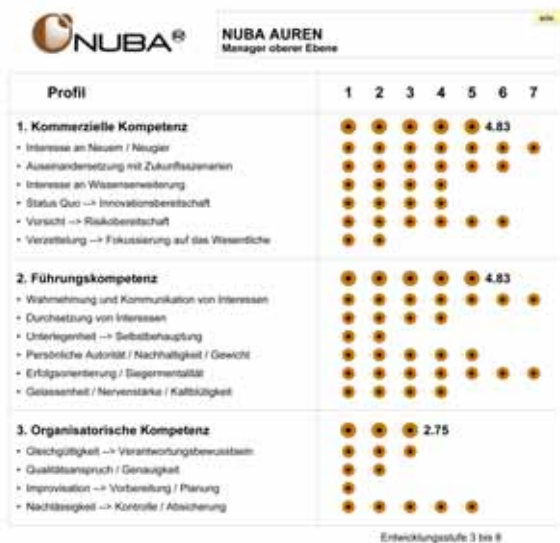 NUBA®
NUBA AUREN
Manager oberer Ebene
Profil 1 2 3 4 5 6 7
1. Kommerzielle Kompetenz 4.83
• Interesse an Neuem / Neugier
• Auseinandersetzung mit Zukunftsszenarien
• Interesse an Wissenserweiterung
• Status Quo --> Innovationsbereitschaft
• Vorsicht --> Risikobereitschaft
• Verzettelung --> Fokussierung auf das Wesentliche
2. Führungskompetenz 4.83
• Wahrnehmung und Kommunikation von Interessen
• Durchsetzung von Interessen
• Unterlegenheit --> Selbstbehauptung
• Persönliche Autorität / Nachhaltigkeit / Gewicht
• Erfolgsorientierung / Siegermentalität
• Gelassenheit / Nervenstärke / Kaltblütigkeit
3. Organisatorische Kompetenz 2.75
• Gleichgültigkeit --> Verantwortungsbewusstsein
• Qualitätsanspruch / Genauigkeit
• Improvisation --> Vorbereitung / Planung
• Nachlässigkeit --> Kontrolle / Absicherung
Entwicklungsstufe 3 bis 8